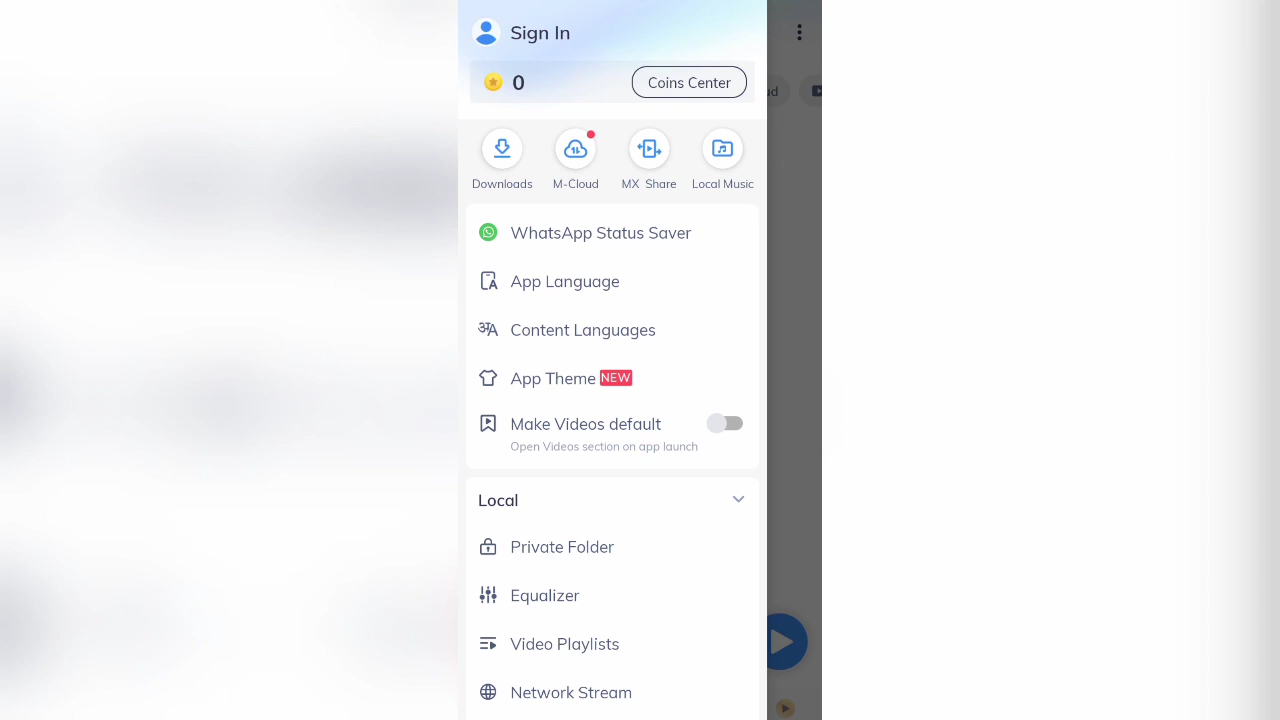 Sign In
0
Coins Center
Downloads
M-Cloud
MX Share
Local Music
WhatsApp Status Saver
App Language
Content Languages
App Theme NEW
Make Videos default
Open Videos section on app launch
Local
Private Folder
Equalizer
Video Playlists
Network Stream